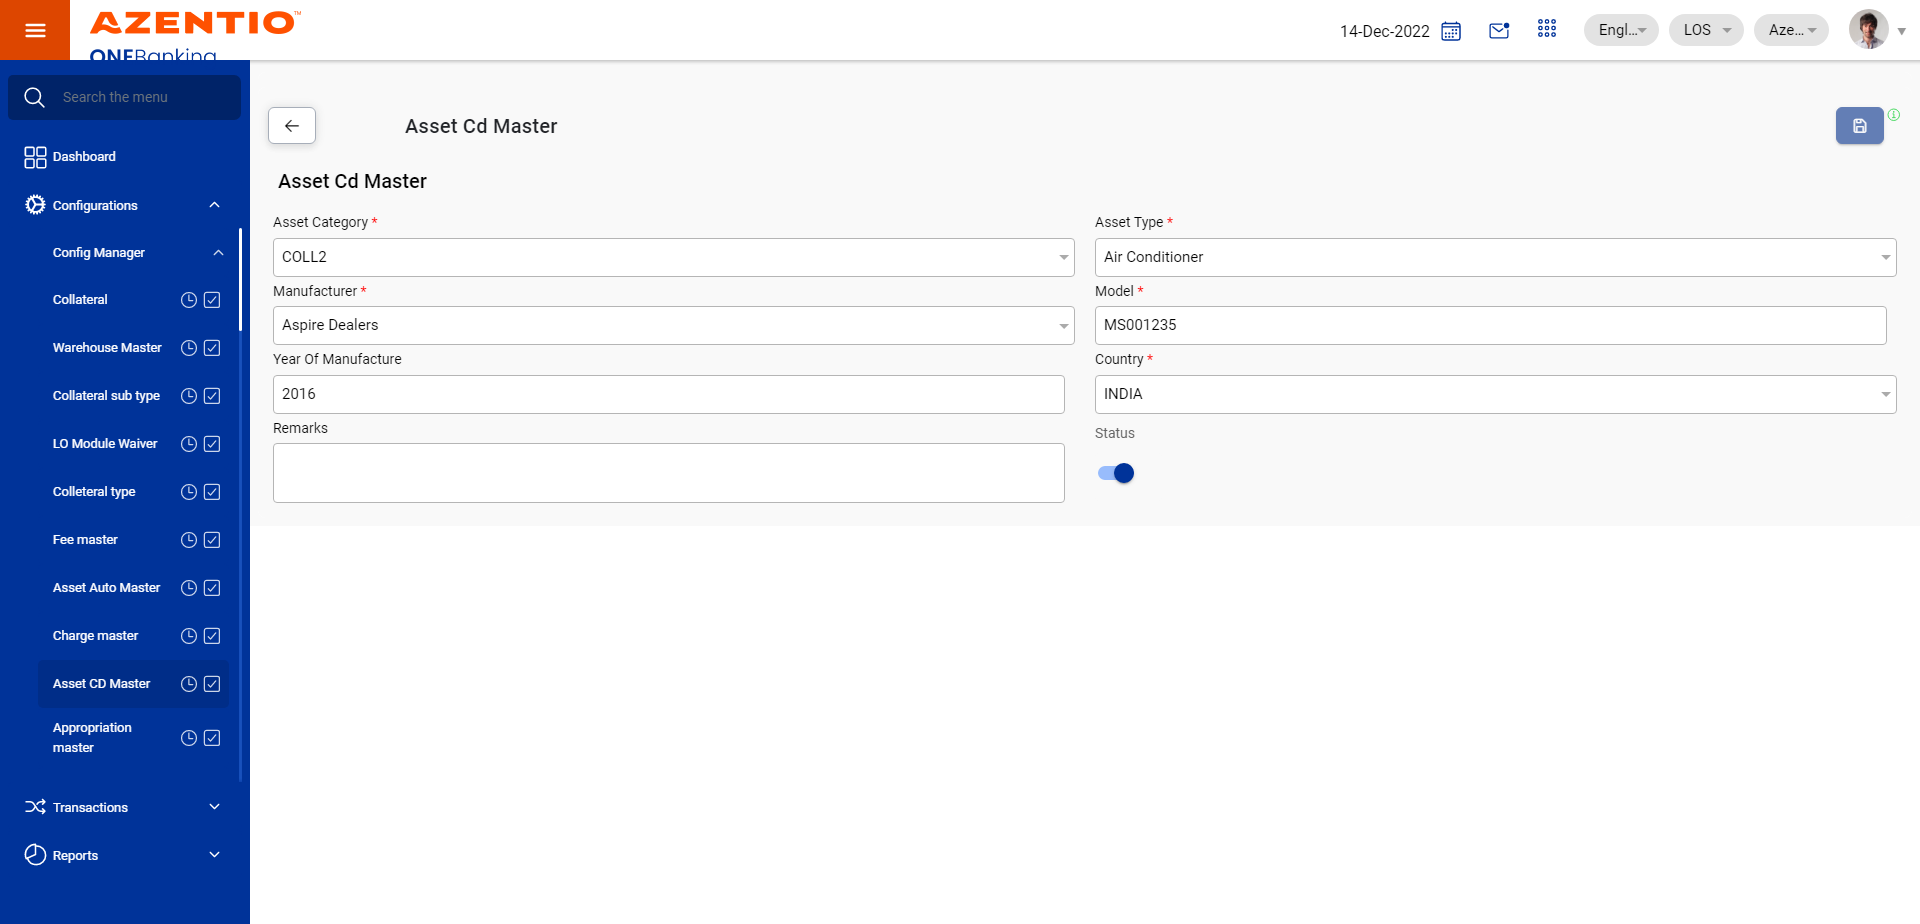 AZENTIO™
ONEBanking
14-Dec-2022
Engl...
LOS
Aze...
Search the menu
Dashboard
Configurations
Config Manager
Collateral
Warehouse Master
Collateral sub type
LO Module Waiver
Colleteral type
Fee master
Asset Auto Master
Charge master
Asset CD Master
Appropriation
master
Transactions
Reports
Asset Cd Master
Asset Cd Master
Asset Category *
COLL2
Asset Type *
Air Conditioner
Manufacturer *
Aspire Dealers
Model *
MS001235
Year Of Manufacture
2016
Country *
INDIA
Remarks
Status